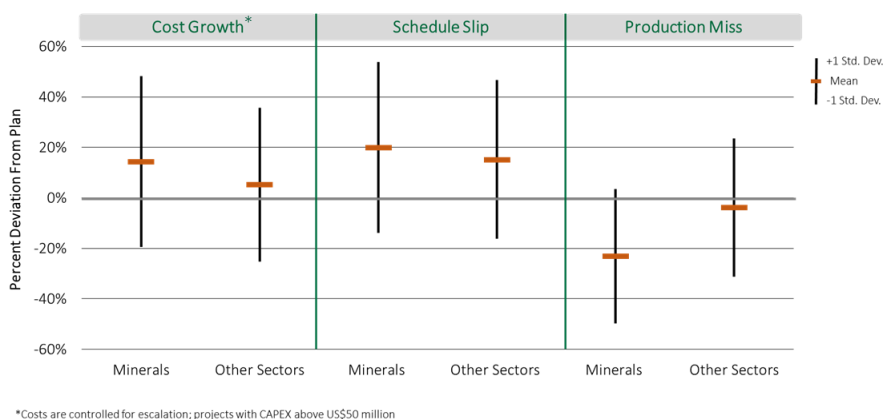 Cost Growth*
Schedule Slip
Production Miss
Percent Deviation From Plan
60%
40%
20%
0%
-20%
-40%
-60%
+1 Std. Dev.
Mean
-1 Std. Dev.
Minerals
Other Sectors
Minerals
Other Sectors
Minerals
Other Sectors
*Costs are controlled for escalation; projects with CAPEX above US$50 million